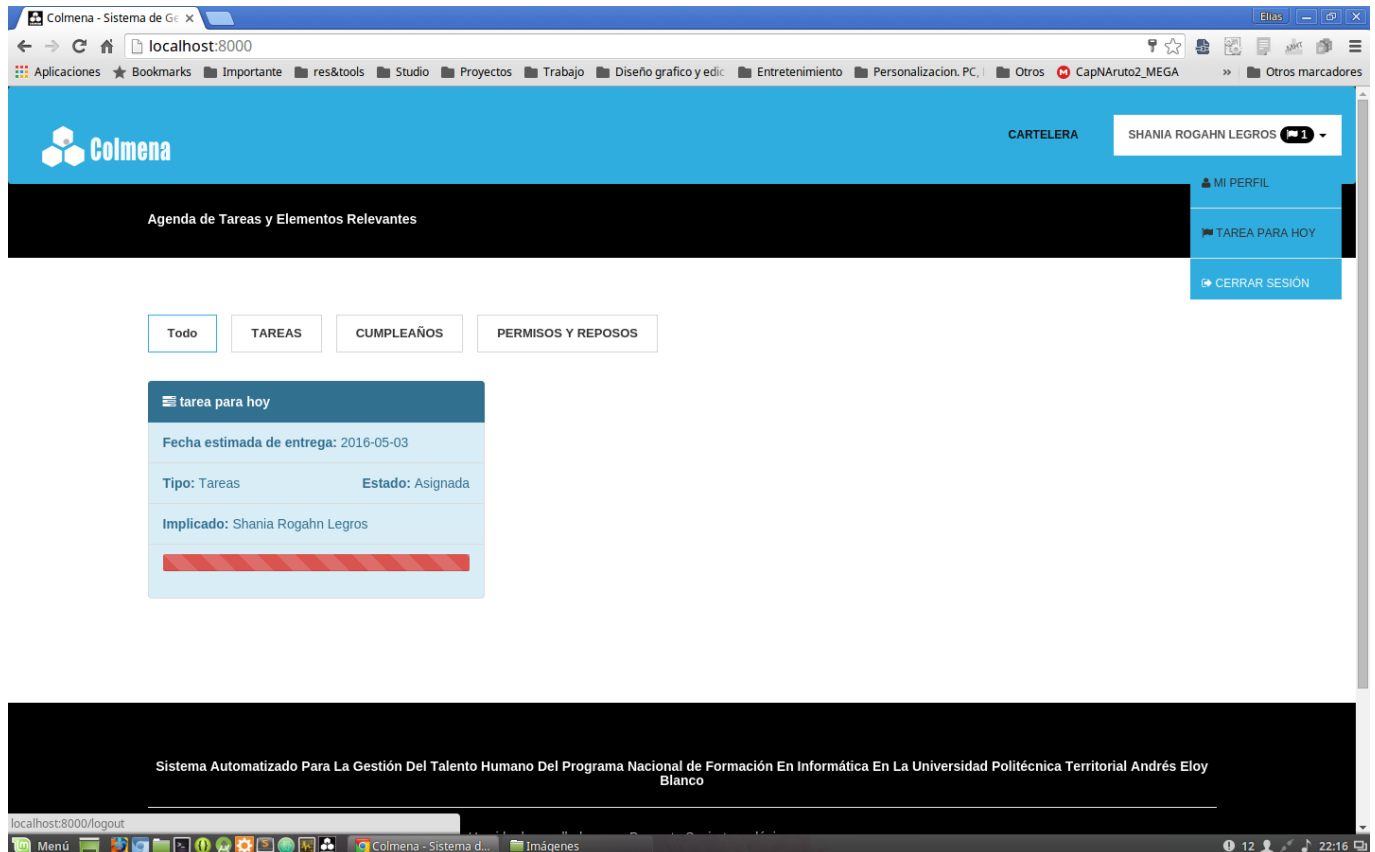 Colmena - Sistema de Ge
Elias
localhost:8000
Aplicaciones Bookmarks Importante res&tools Studio Proyectos Trabajo Diseño grafico y edic Entretenimiento Personalizacion. PC, Otros CapNAruto2_MEGA » Otros marcadores
Colmena
CARTELERA
SHANIA ROGAHN LEGROS 1
MI PERFIL
TAREA PARA HOY
CERRAR SESIÓN
Agenda de Tareas y Elementos Relevantes
Todo TAREAS CUMPLEAÑOS PERMISOS Y REPOSOS
tarea para hoy
Fecha estimada de entrega: 2016-05-03
Tipo: Tareas Estado: Asignada
Implicado: Shania Rogahn Legros
Sistema Automatizado Para La Gestión Del Talento Humano Del Programa Nacional de Formación En Informática En La Universidad Politécnica Territorial Andrés Eloy
Blanco
localhost:8000/logout
Menú Colmena - Sistema d... Imágenes 12 22:16